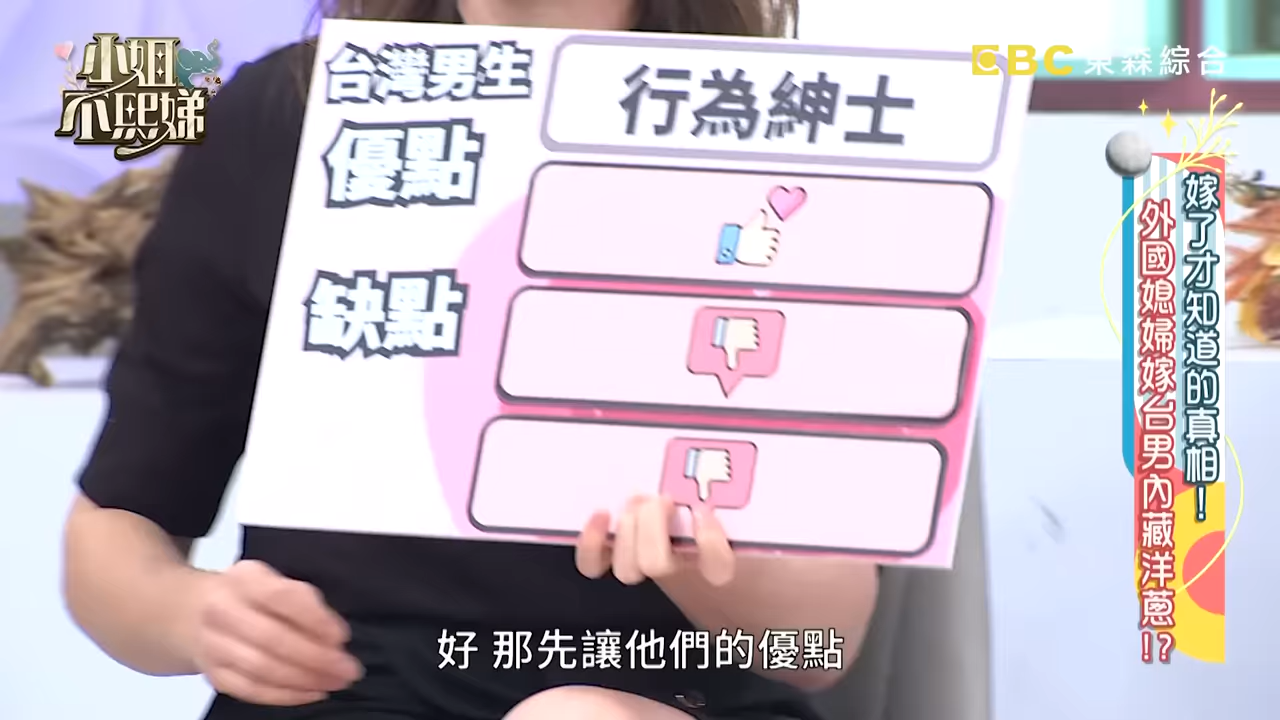 小姐
不熙娣
EBC 東森綜合
台灣男生
優點
行為紳士
缺點
嫁了才知道的真相！
外國媳婦嫁台男內藏洋蔥!?
好 那先讓他們的優點